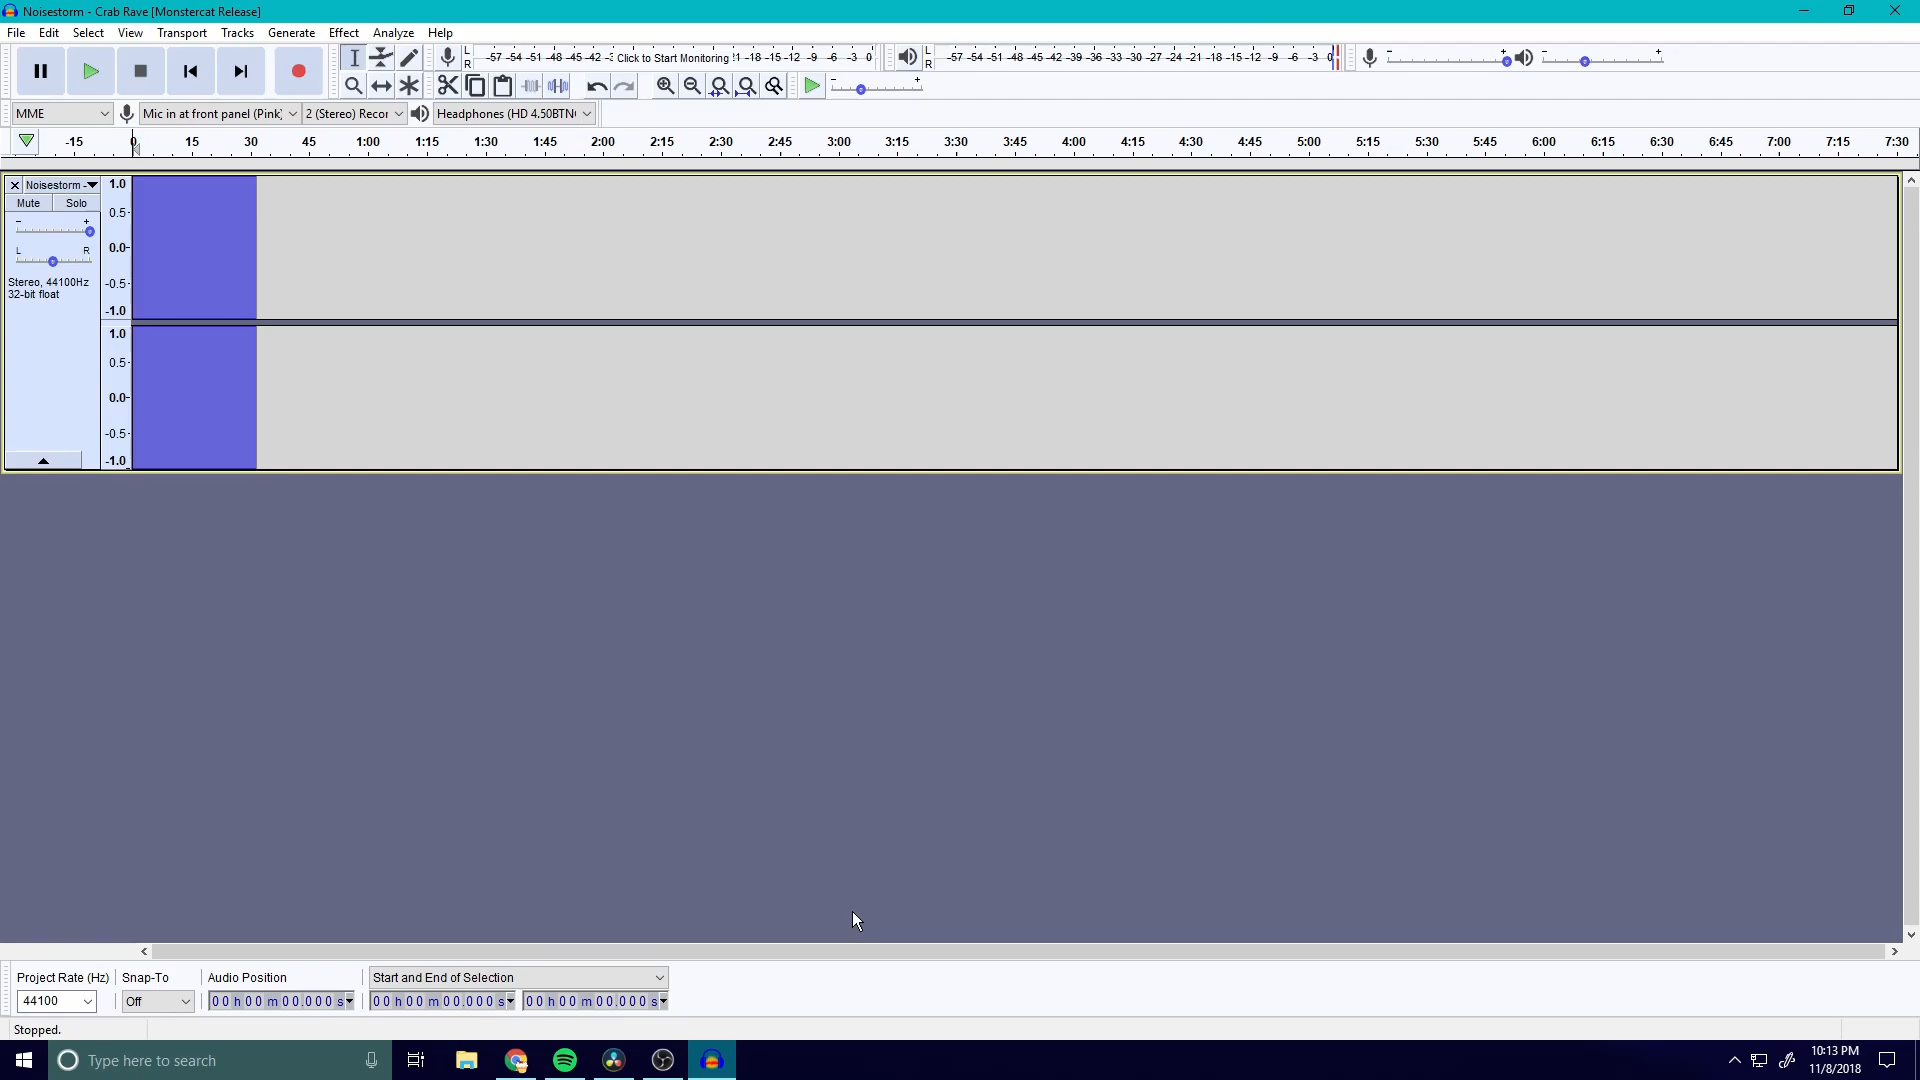 Noisestorm - Crab Rave [Monstercat Release]
File Edit Select View Transport Tracks Generate Effect Analyze Help
L R -57 -54 -51 -48 -45 -42 Click to Start Monitoring -18 -15 -12 -9 -6 -3 0 L R -57 -54 -51 -48 -45 -42 -39 -36 -33 -30 -27 -24 -21 -18 -15 -12 -9 -6 -3 0 - + - +
- +
MME Mic in at front panel (Pink) 2 (Stereo) Recor Headphones (HD 4.50BTN
-15 0 15 30 45 1:00 1:15 1:30 1:45 2:00 2:15 2:30 2:45 3:00 3:15 3:30 3:45 4:00 4:15 4:30 4:45 5:00 5:15 5:30 5:45 6:00 6:15 6:30 6:45 7:00 7:15 7:30
Noisestorm - 1.0
Mute Solo
0.5
- +
0.0
L R
Stereo, 44100Hz
-0.5
32-bit float
-1.0
1.0
0.5
0.0
-0.5
-1.0
Project Rate (Hz) Snap-To Audio Position Start and End of Selection
44100 Off 00 h 00 m 00.000 s 00 h 00 m 00.000 s 00 h 00 m 00.000 s
Stopped.
Type here to search
10:13 PM
11/8/2018